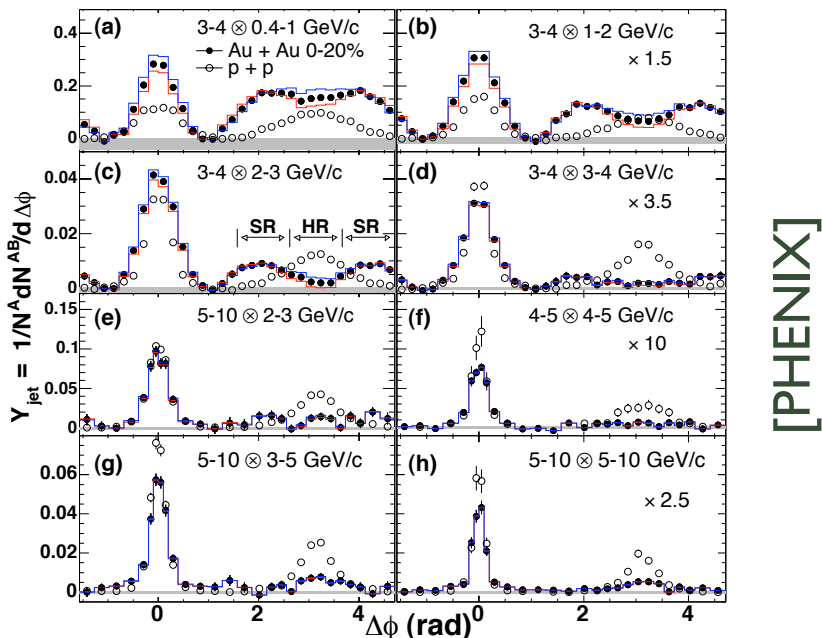 (a) 3-4 ⊗ 0.4-1 GeV/c
Au + Au 0-20%
p + p
(b) 3-4 ⊗ 1-2 GeV/c
× 1.5
0.4
0.2
0
(c) 3-4 ⊗ 2-3 GeV/c
SR HR SR
(d) 3-4 ⊗ 3-4 GeV/c
× 3.5
0.04
0.02
0
(e) 5-10 ⊗ 2-3 GeV/c
(f) 4-5 ⊗ 4-5 GeV/c
× 10
0.15
0.1
0.05
0
(g) 5-10 ⊗ 3-5 GeV/c
(h) 5-10 ⊗ 5-10 GeV/c
× 2.5
0.06
0.04
0.02
0
0 2 4 0 2 4
Δϕ (rad)
Y jet = 1/N^A dN^AB/d Δϕ
[PHENIX]